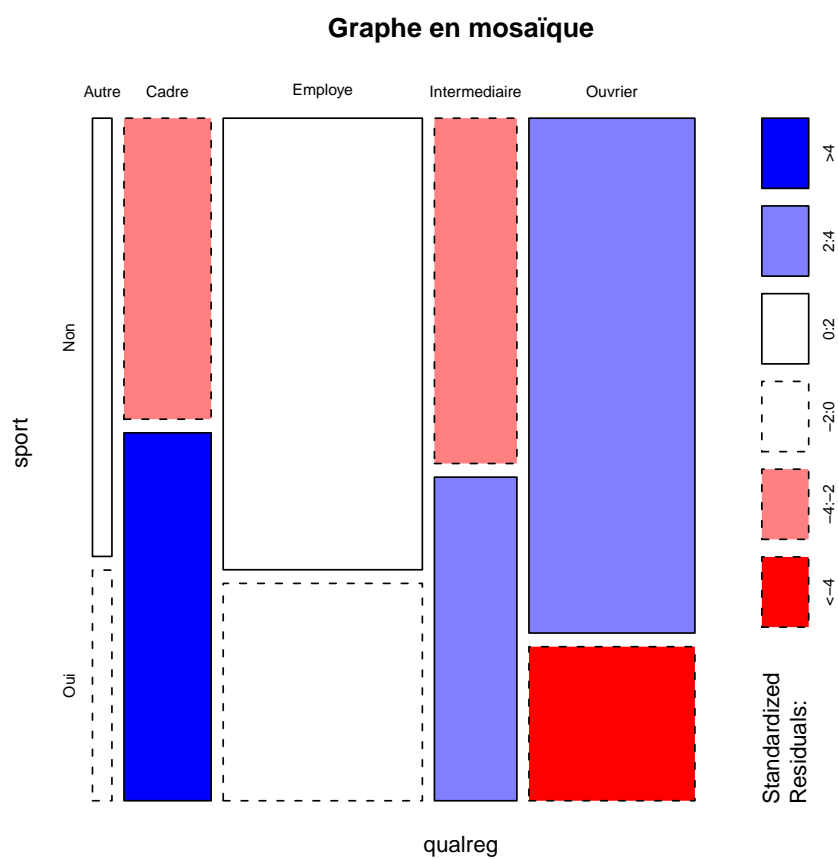 Graphe en mosaïque
Autre Cadre Employe Intermediaire Ouvrier
Non
Oui
sport
qualreg
>4
2:4
0:2
−2:0
−4:−2
<−4
Standardized
Residuals: